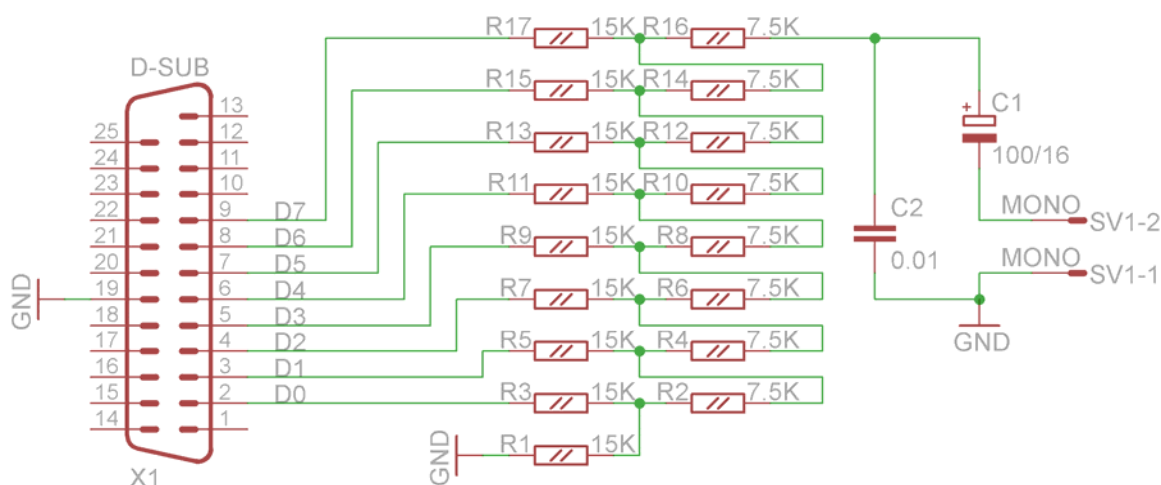 R17 15K R16 7.5K
D-SUB
R15 15K R14 7.5K
13
C1
+
25 12
R13 15K R12 7.5K
100/16
24 11
23 10
R11 15K R10 7.5K
MONO
22 9 D7
SV1-2
C2
21 8 D6
R9 15K R8 7.5K
MONO
20 7 D5
0.01
SV1-1
19 6 D4
R7 15K R6 7.5K
GND
18 5 D3
GND
17 4 D2
R5 15K R4 7.5K
16 3 D1
15 2 D0
R3 15K R2 7.5K
14 1
R1 15K
GND
X1